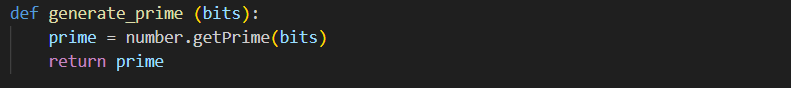 def generate_prime (bits):
    prime = number.getPrime(bits)
    return prime